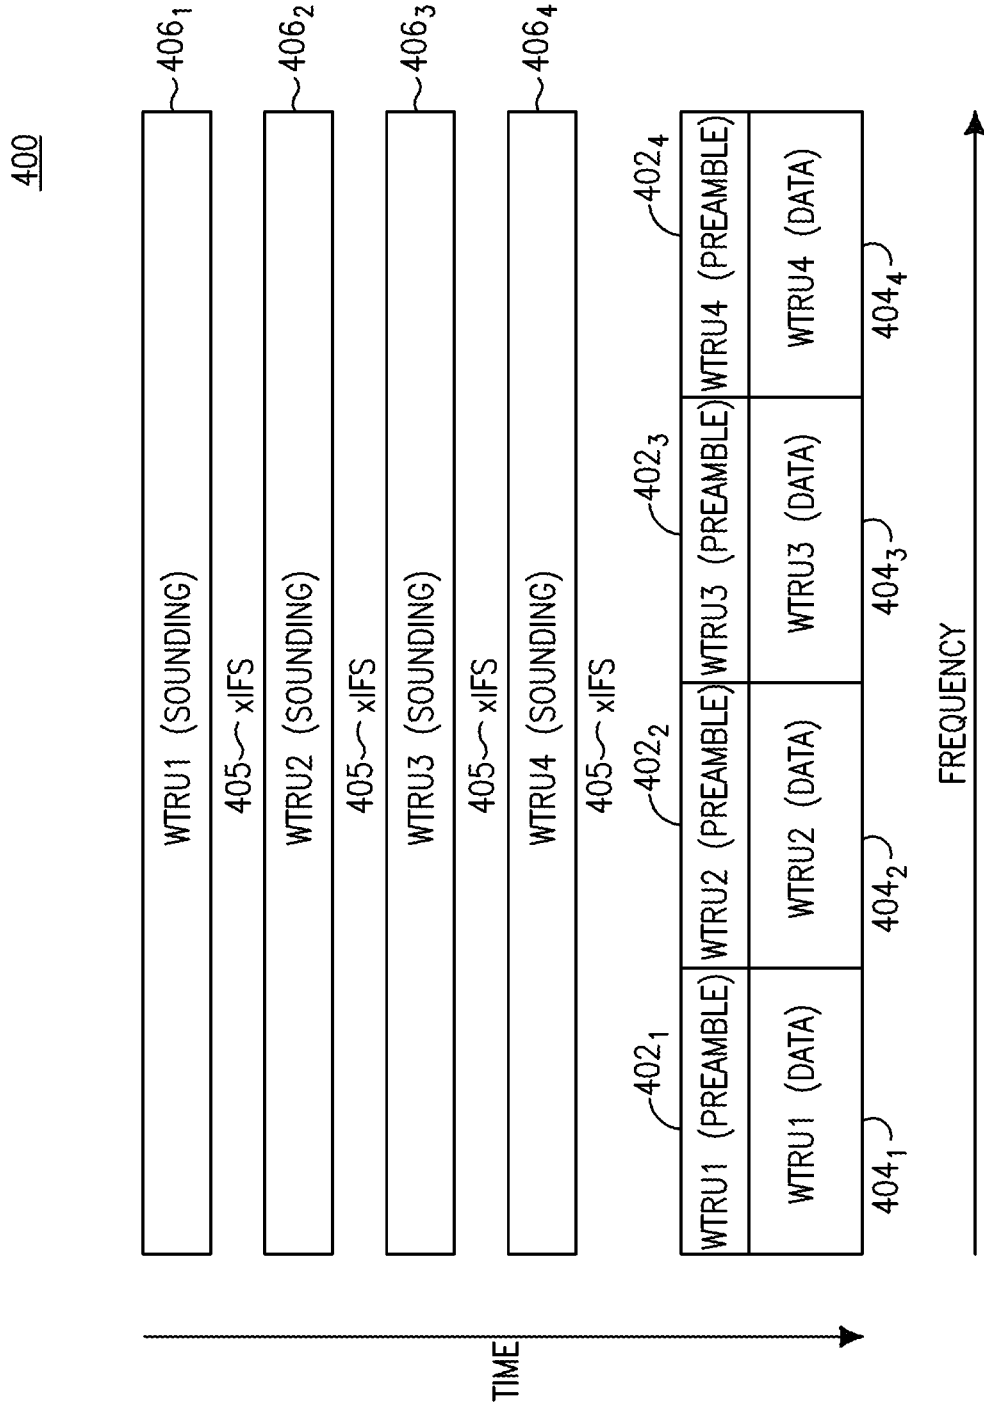 400
WTRU1 (SOUNDING)
406₁
405 xIFS
WTRU2 (SOUNDING)
406₂
405 xIFS
WTRU3 (SOUNDING)
406₃
405 xIFS
WTRU4 (SOUNDING)
406₄
405 xIFS
402₁
402₂
402₃
402₄
WTRU1 (PREAMBLE)
WTRU2 (PREAMBLE)
WTRU3 (PREAMBLE)
WTRU4 (PREAMBLE)
WTRU1 (DATA)
WTRU2 (DATA)
WTRU3 (DATA)
WTRU4 (DATA)
404₁
404₂
404₃
404₄
TIME
FREQUENCY